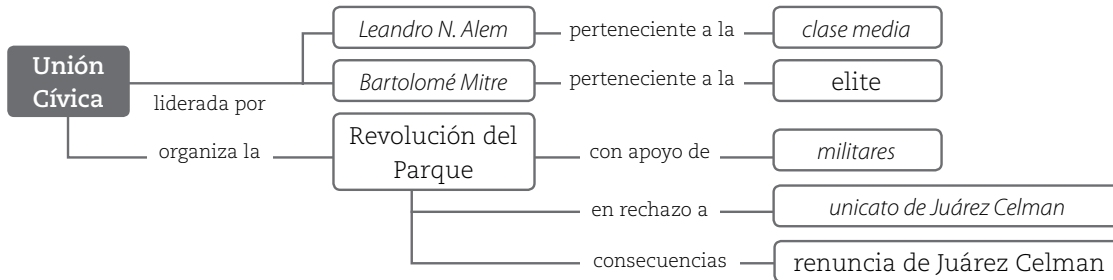 Leandro N. Alem perteneciente a la clase media
Unión
Cívica
Bartolomé Mitre perteneciente a la elite
liderada por
organiza la
Revolución del
Parque
con apoyo de militares
en rechazo a unicato de Juárez Celman
consecuencias renuncia de Juárez Celman